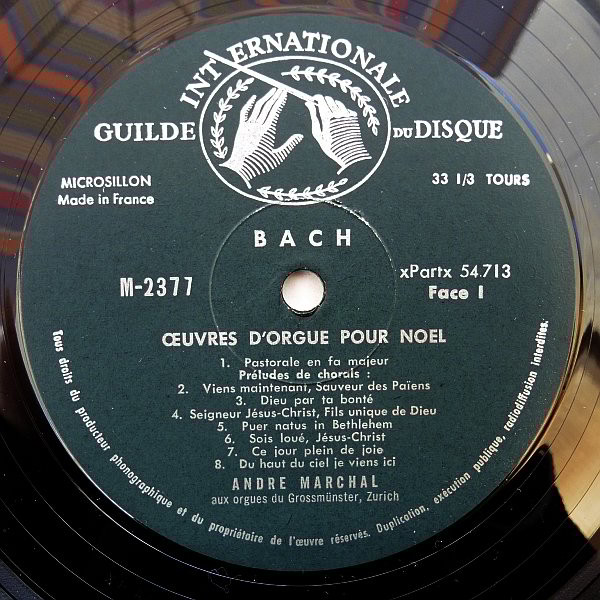 GUILDE INTERNATIONALE DU DISQUE
MICROSILLON
Made in France
33 1/3 TOURS
BACH
M-2377
xPartx 54.713
Face I
ŒUVRES D'ORGUE POUR NOEL
1. Pastorale en fa majeur
Préludes de chorals :
2. Viens maintenant, Sauveur des Païens
3. Dieu par ta bonté
4. Seigneur Jésus-Christ, Fils unique de Dieu
5. Puer natus in Bethlehem
6. Sois loué, Jésus-Christ
7. Ce jour plein de joie
8. Du haut du ciel je viens ici
ANDRE MARCHAL
aux orgues du Grossmünster, Zurich
Tous droits du producteur phonographique et du propriétaire de l'œuvre réservés. Duplication, exécution publique, radiodiffusion interdites.